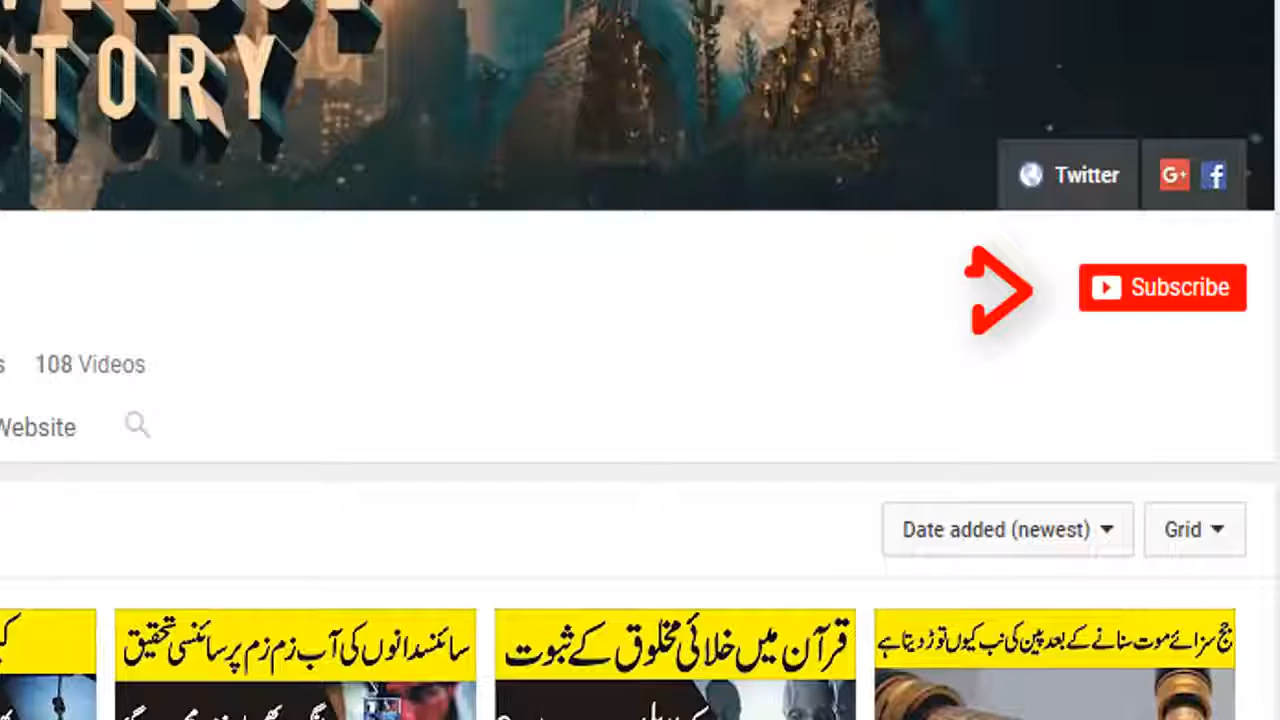 TORY
Twitter
Subscribe
108 Videos
Website
Date added (newest)
Grid
سائنسدانوں کی آب زم زم پر سائنسی تحقیق
قرآن میں خلائی مخلوق کے ثبوت
جج سزائے موت سنانے کے بعد پین کی نب کیوں توڑ دیتا ہے